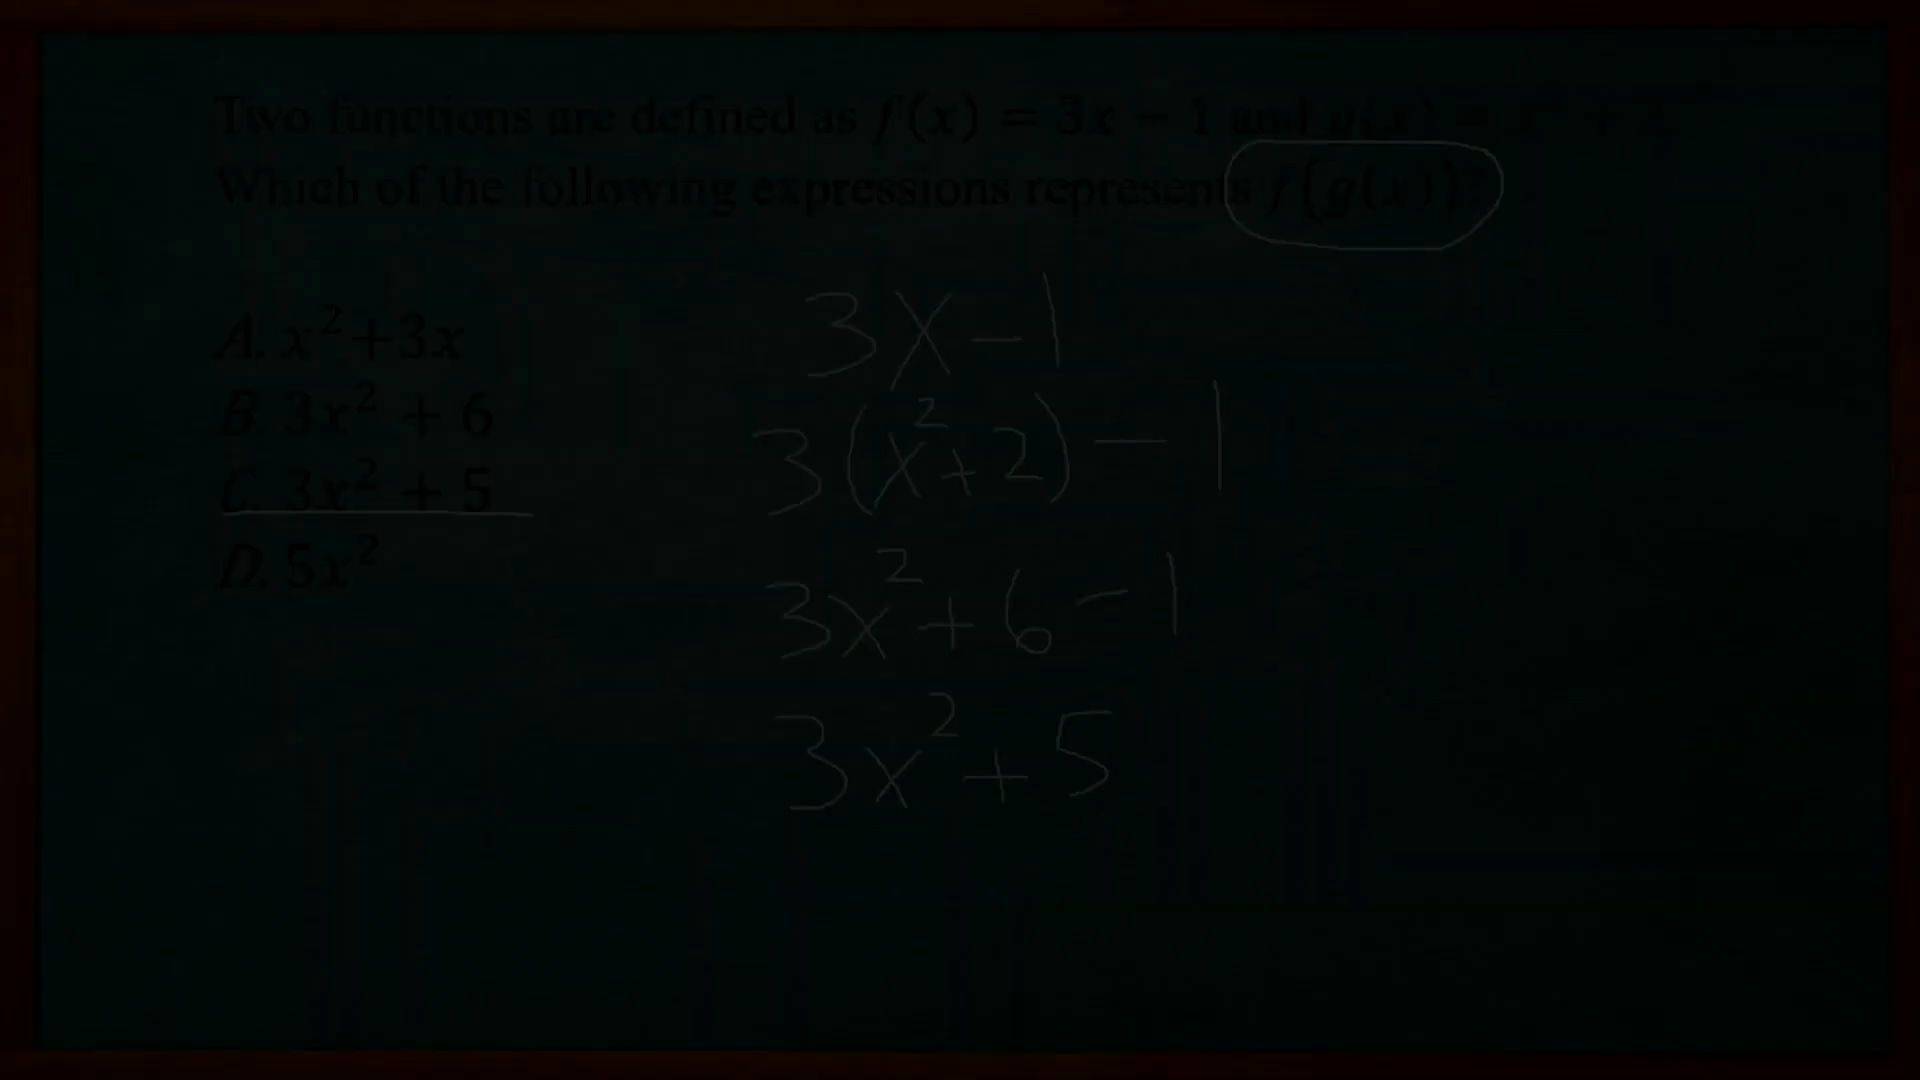 Two functions are defined as f(x) = 3x − 1 and g(x) = x² + 2.
Which of the following expressions represents f(g(x))?
A. x²+3x
B. 3x² + 6
C. 3x² + 5
D. 5x²
3x−1
3(x²+2)−1
3x²+6−1
3x²+5